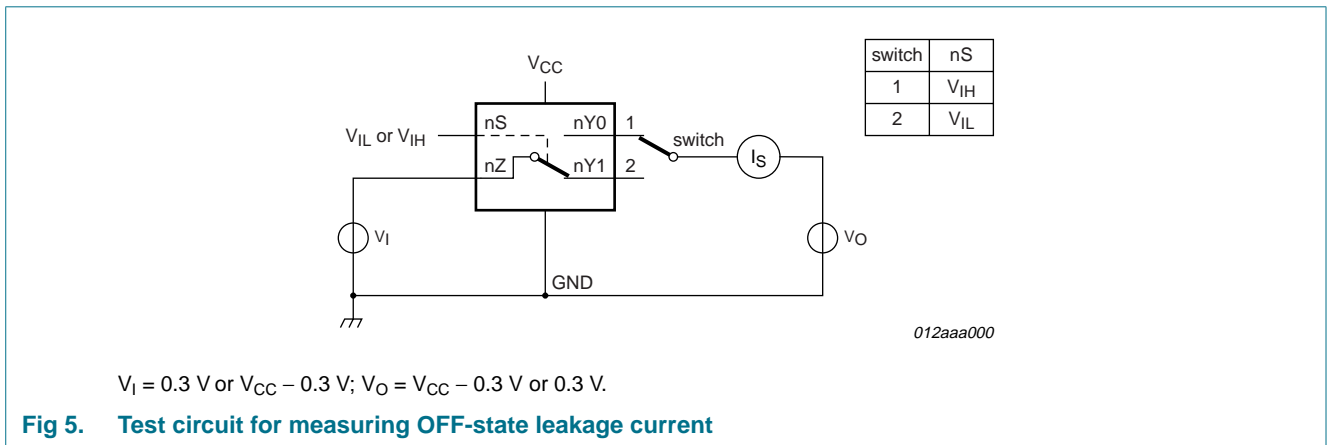 VCC
switch nS
1 VIH
2 VIL
VIL or VIH
nS
nY0
1
switch
nZ
nY1
2
IS
VI
VO
GND
012aaa000
VI = 0.3 V or VCC − 0.3 V; VO = VCC − 0.3 V or 0.3 V.
Fig 5. Test circuit for measuring OFF-state leakage current